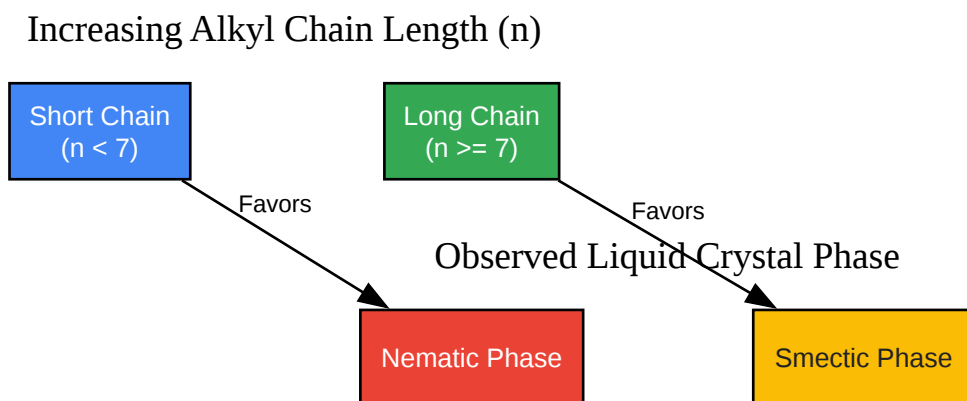 Increasing Alkyl Chain Length (n)
Short Chain
(n < 7)
Long Chain
(n >= 7)
Favors
Favors
Observed Liquid Crystal Phase
Nematic Phase
Smectic Phase